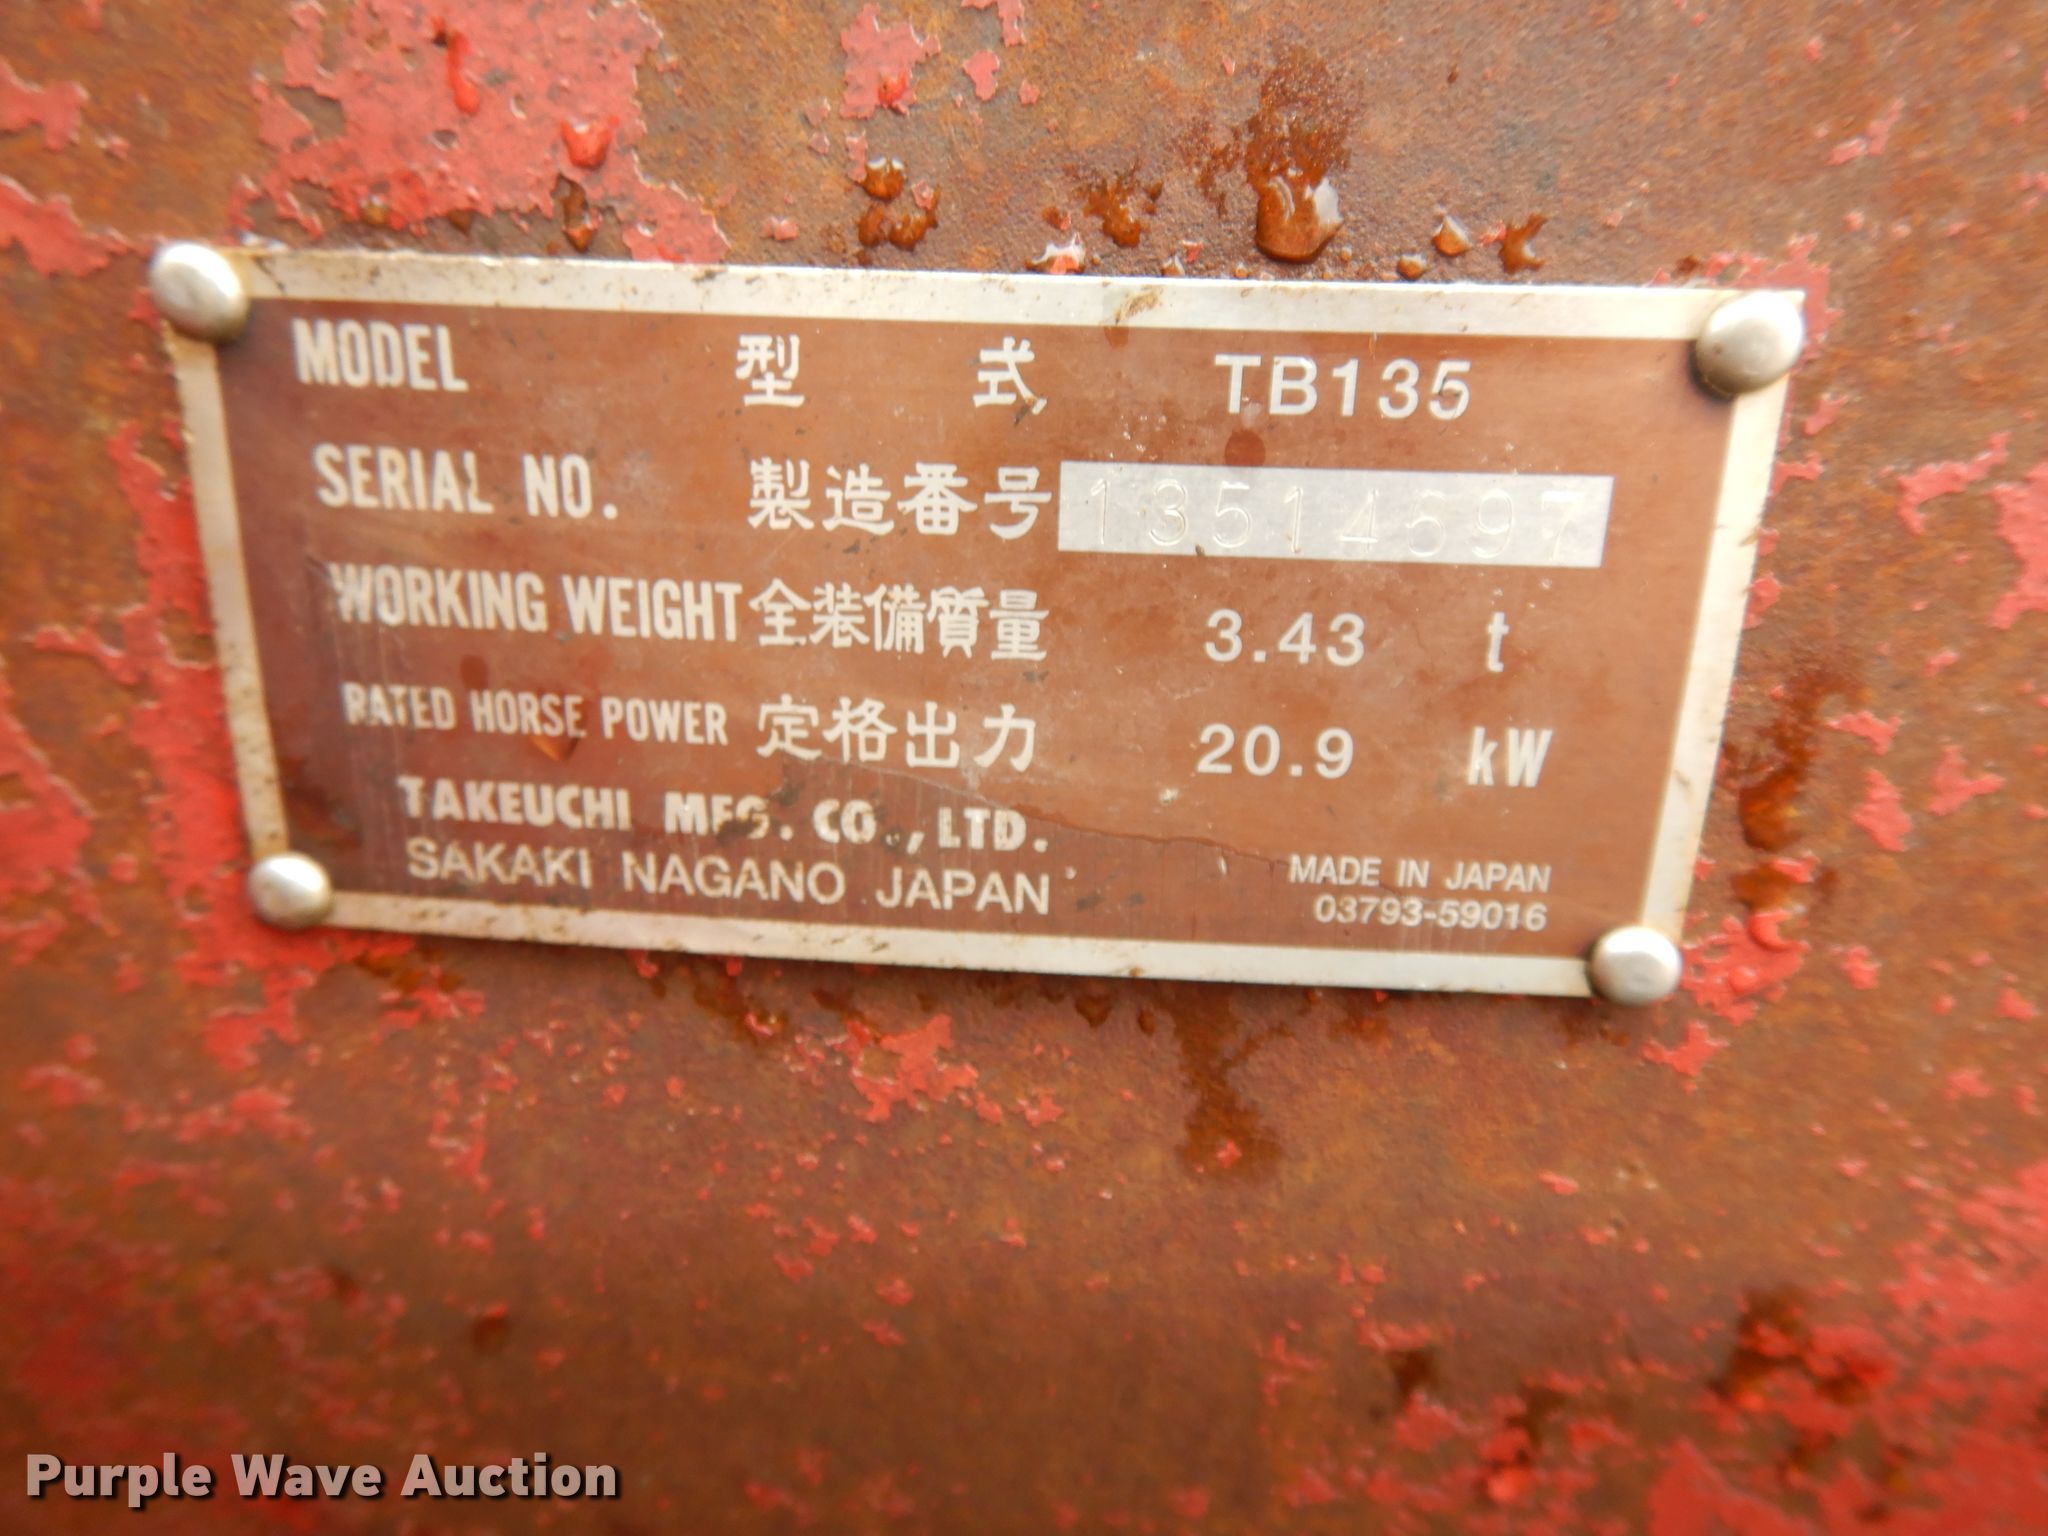 MODEL 型式 TB135
SERIAL NO. 製造番号 13514697
WORKING WEIGHT 全装備質量 3.43 t
RATED HORSE POWER 定格出力 20.9 kW
TAKEUCHI MFG. CO., LTD.
SAKAKI NAGANO JAPAN
MADE IN JAPAN
03793-59016
Purple Wave Auction